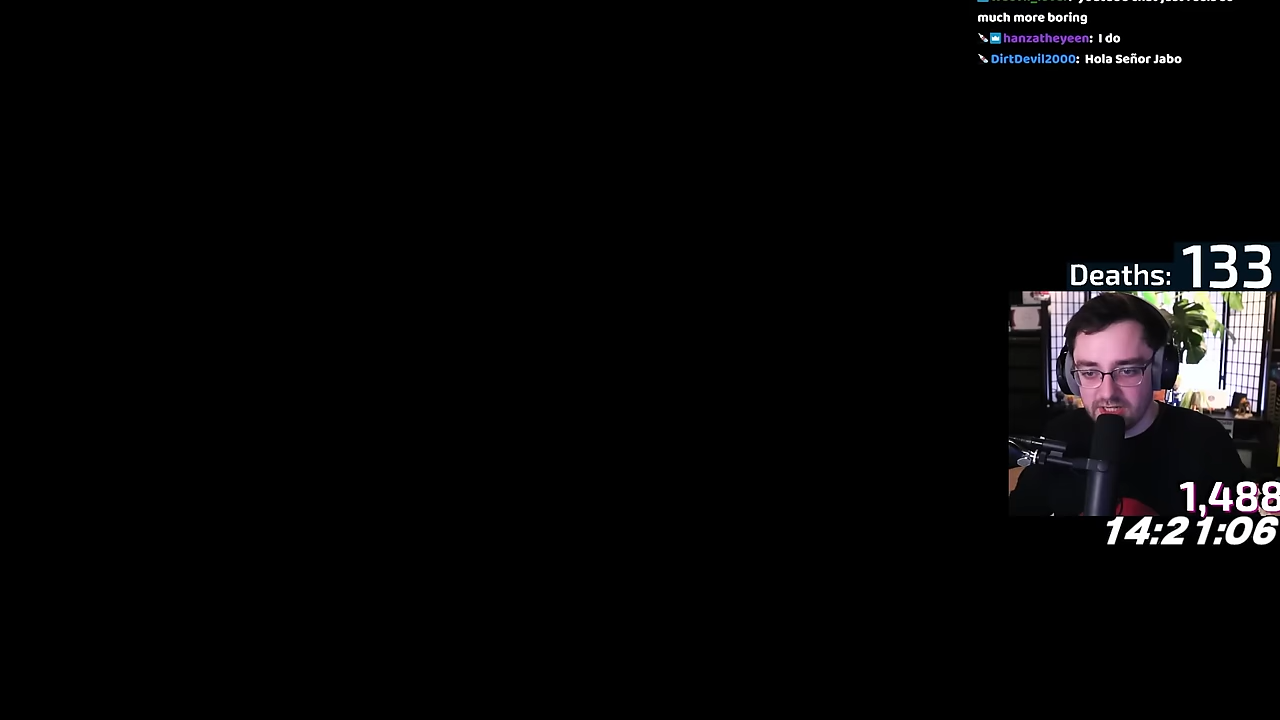 much more boring
hanzatheyeen: I do
DirtDevil2000: Hola Señor Jabo
Deaths: 133
1,488
14:21:06